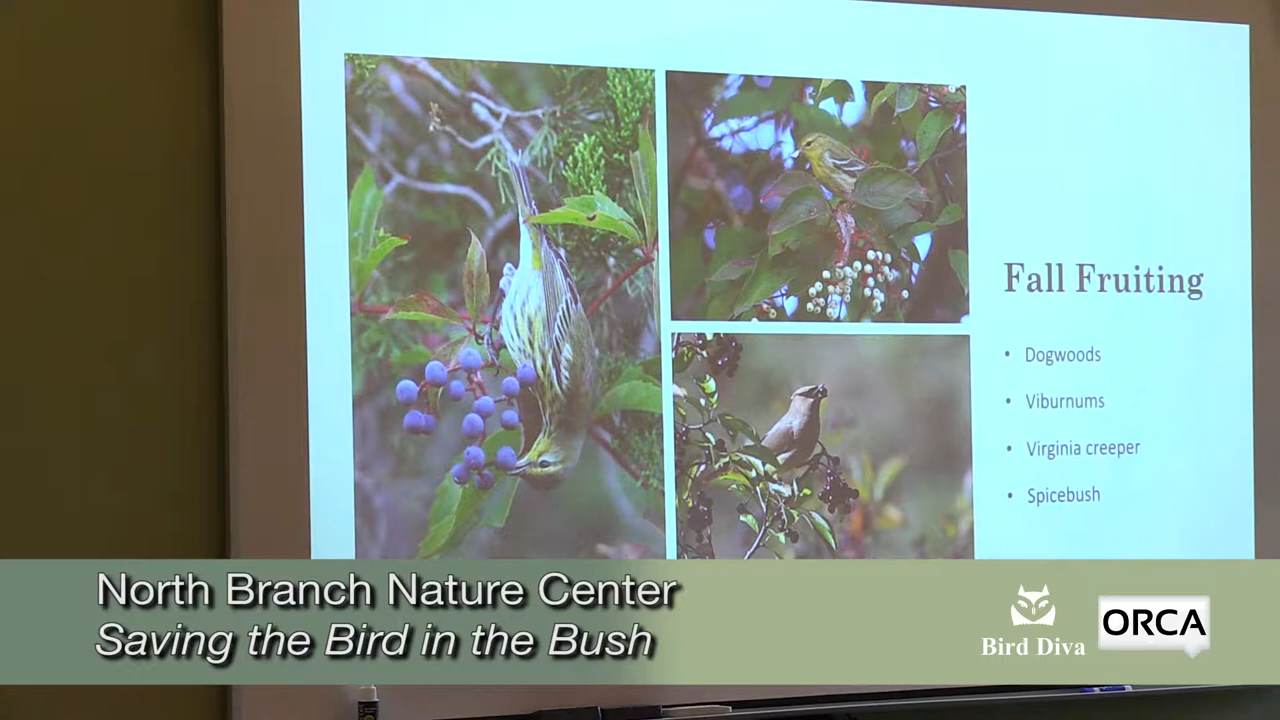 Fall Fruiting
• Dogwoods
• Viburnums
• Virginia creeper
• Spicebush
North Branch Nature Center
Saving the Bird in the Bush
Bird Diva
ORCA